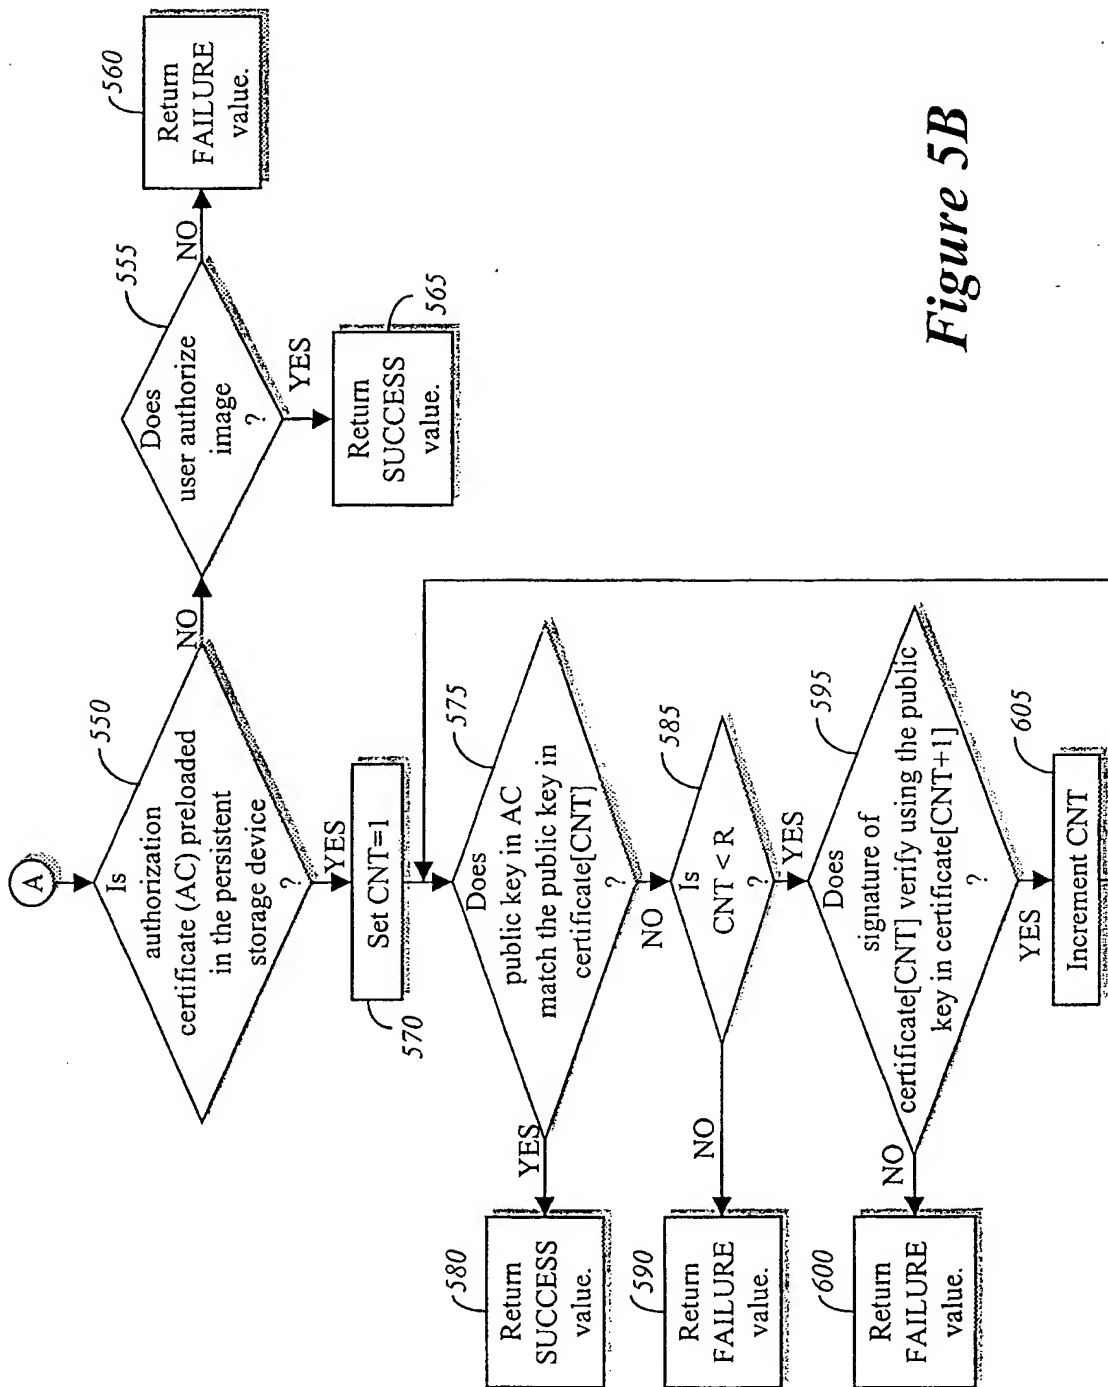 A
550
Is
authorization
certificate (AC) preloaded
in the persistent
storage device
?
NO
YES
555
Does
user authorize
image
?
NO
YES
560
Return
FAILURE
value.
565
Return
SUCCESS
value.
570
Set CNT=1
575
Does
public key in AC
match the public key in
certificate[CNT]
?
YES
NO
580
Return
SUCCESS
value.
585
Is
CNT < R
?
NO
YES
590
Return
FAILURE
value.
595
Does
signature of
certificate[CNT] verify using the public
key in certificate[CNT+1]
?
NO
YES
600
Return
FAILURE
value.
605
Increment CNT
Figure 5B